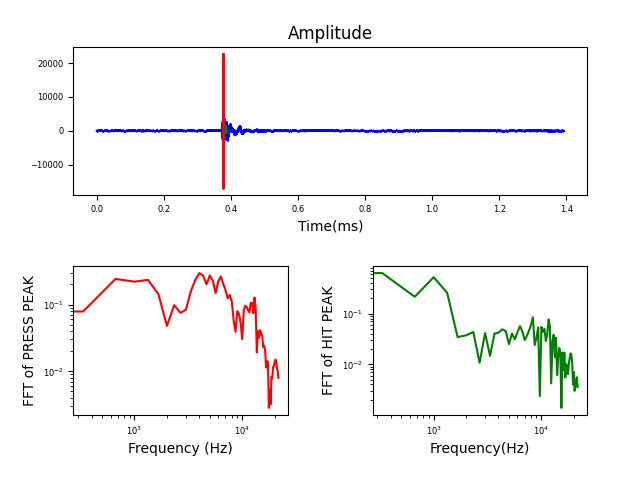 Amplitude
20000
10000
0
−10000
0.0 0.2 0.4 0.6 0.8 1.0 1.2 1.4
Time(ms)
FFT of PRESS PEAK
10⁻¹
10⁻²
10³ 10⁴
Frequency (Hz)
FFT of HIT PEAK
10⁻¹
10⁻²
10³ 10⁴
Frequency(Hz)